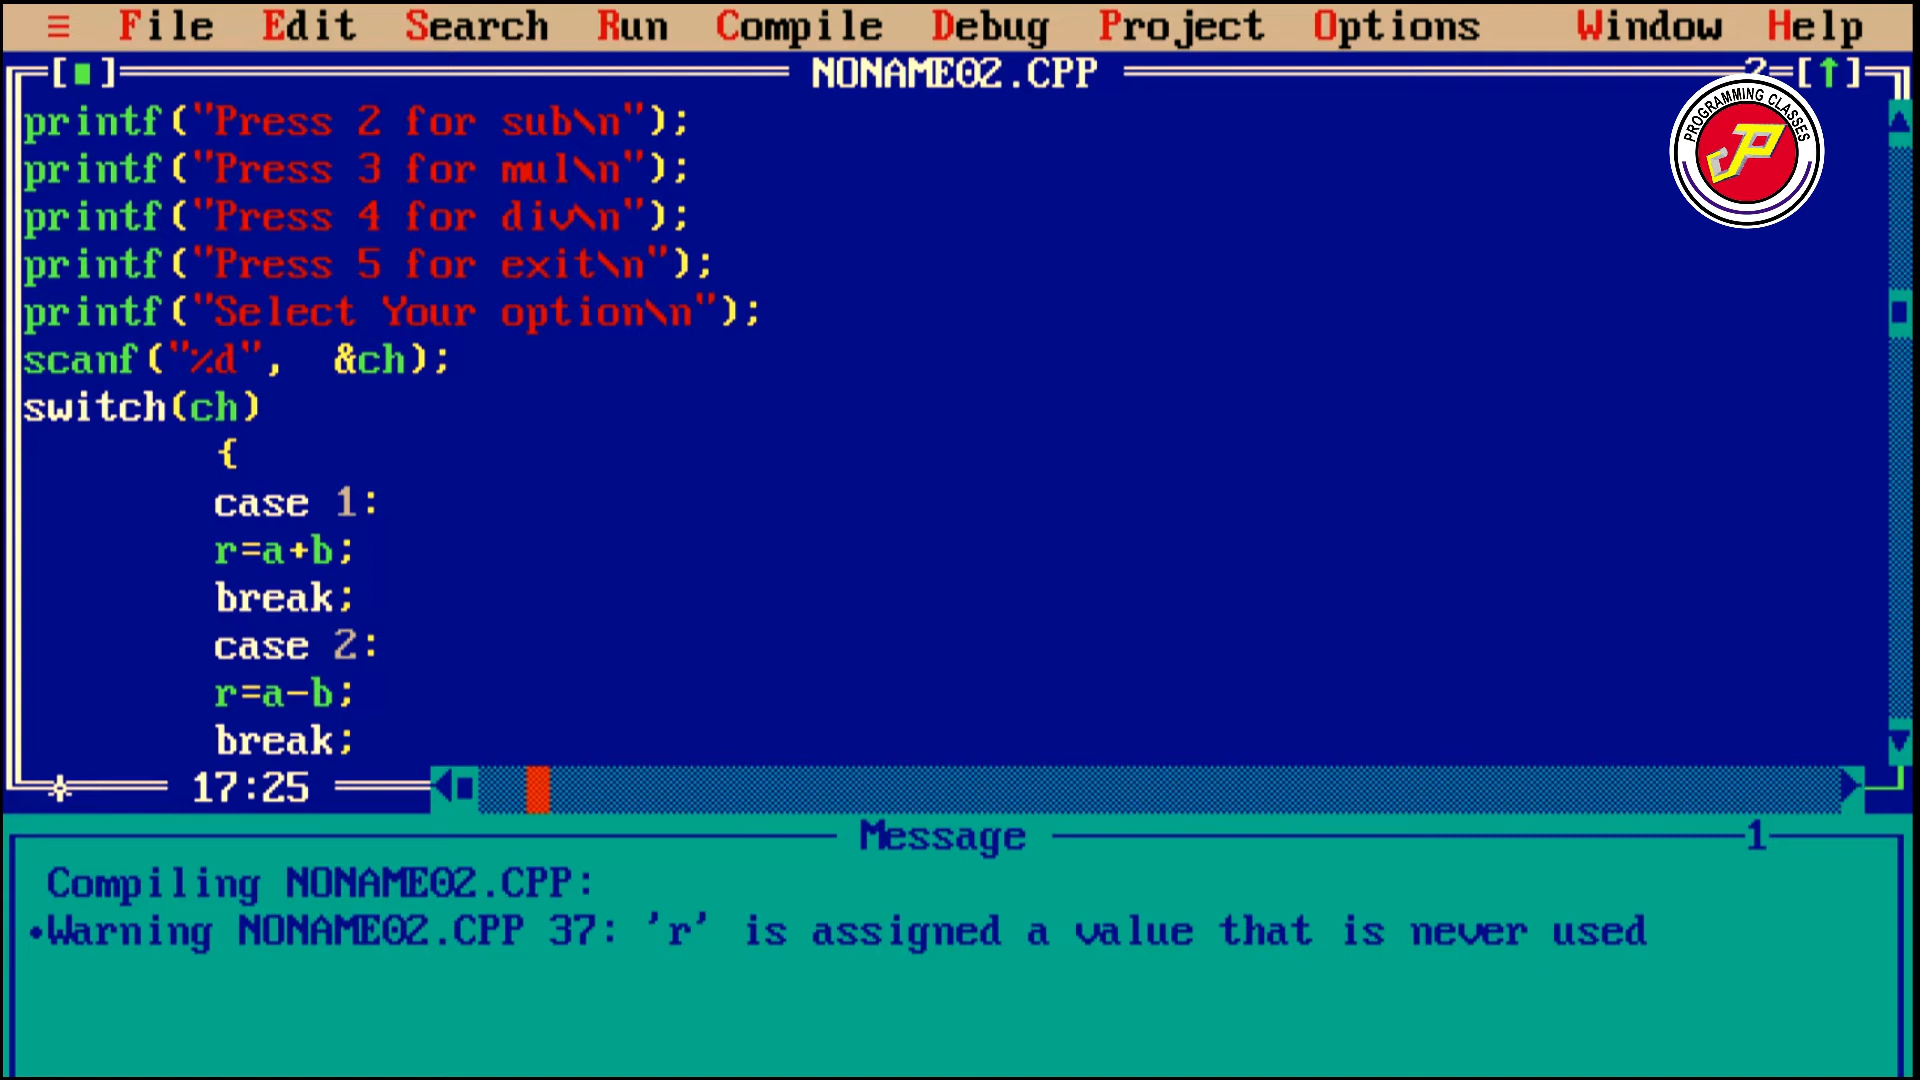 ≡ File Edit Search Run Compile Debug Project Options Window Help
[■] NONAME02.CPP 2=[↑]
PROGRAMMING CLASSES
JP
printf("Press 2 for sub\n");
printf("Press 3 for mul\n");
printf("Press 4 for div\n");
printf("Press 5 for exit\n");
printf("Select Your option\n");
scanf("%d",  &ch);
switch(ch)
{
case 1:
r=a+b;
break;
case 2:
r=a-b;
break;
17:25
Message 1
Compiling NONAME02.CPP:
•Warning NONAME02.CPP 37: 'r' is assigned a value that is never used